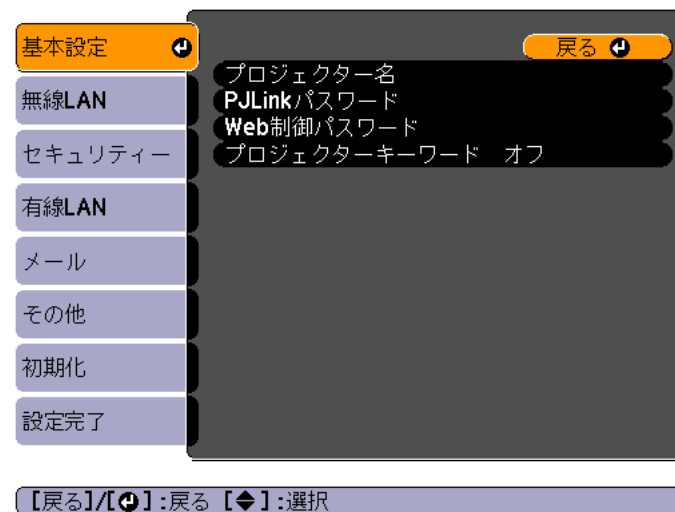 基本設定
無線LAN
セキュリティー
有線LAN
メール
その他
初期化
設定完了
戻る
プロジェクター名
PJLinkパスワード
Web制御パスワード
プロジェクターキーワード オフ
[戻る]/[]:戻る []:選択